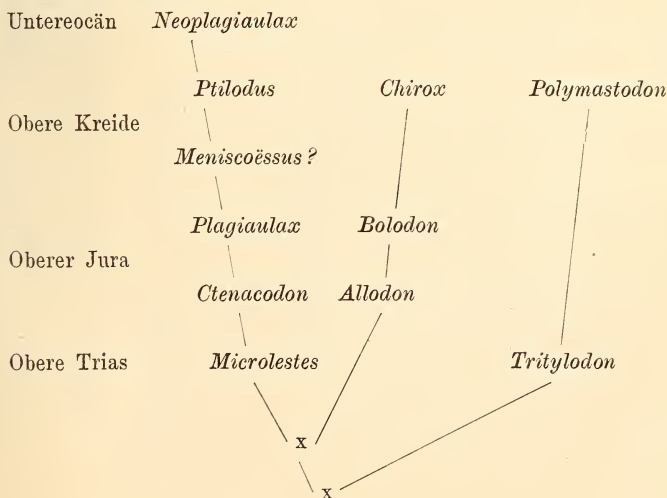 Untereocän Neoplagiaulax
Ptilodus Chirox Polymastodon
Obere Kreide
Meniscoëssus ?
Plagiaulax Bolodon
Oberer Jura
Ctenacodon Allodon
Obere Trias Microlestes Tritylodon
x
x